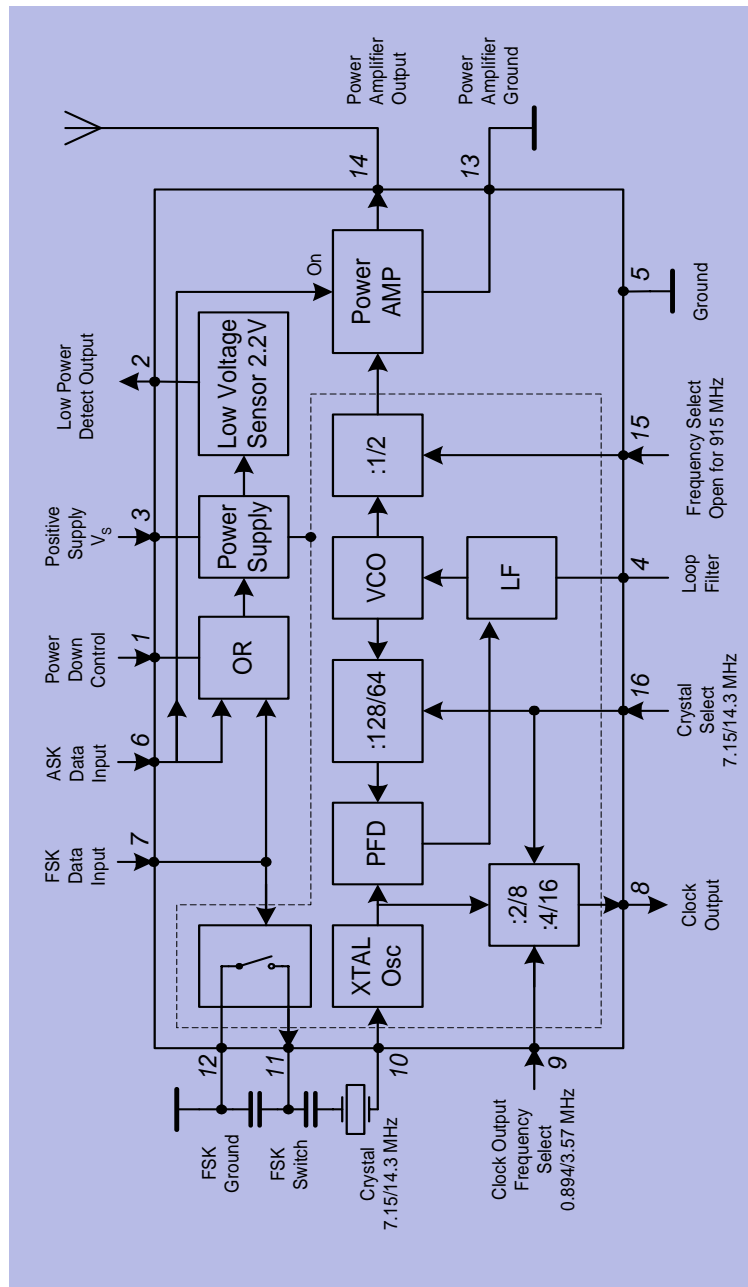 FSK
Data
Input
ASK
Data
Input
Power
Down
Control
Positive
Supply
VS
Low Power
Detect Output
7
6
1
3
2
OR
Power
Supply
Low Voltage
Sensor 2.2V
On
FSK
Ground
12
FSK
Switch
11
Crystal
7.15/14.3 MHz
10
XTAL
Osc
PFD
:128/64
VCO
:1/2
Power
AMP
14
Power
Amplifier
Output
LF
13
Power
Amplifier
Ground
Clock Output
Frequency
Select
0.894/3.57 MHz
9
:2/8
:4/16
8
16
4
15
5
Clock
Output
Crystal
Select
7.15/14.3 MHz
Loop
Filter
Frequency Select
Open for 915 MHz
Ground